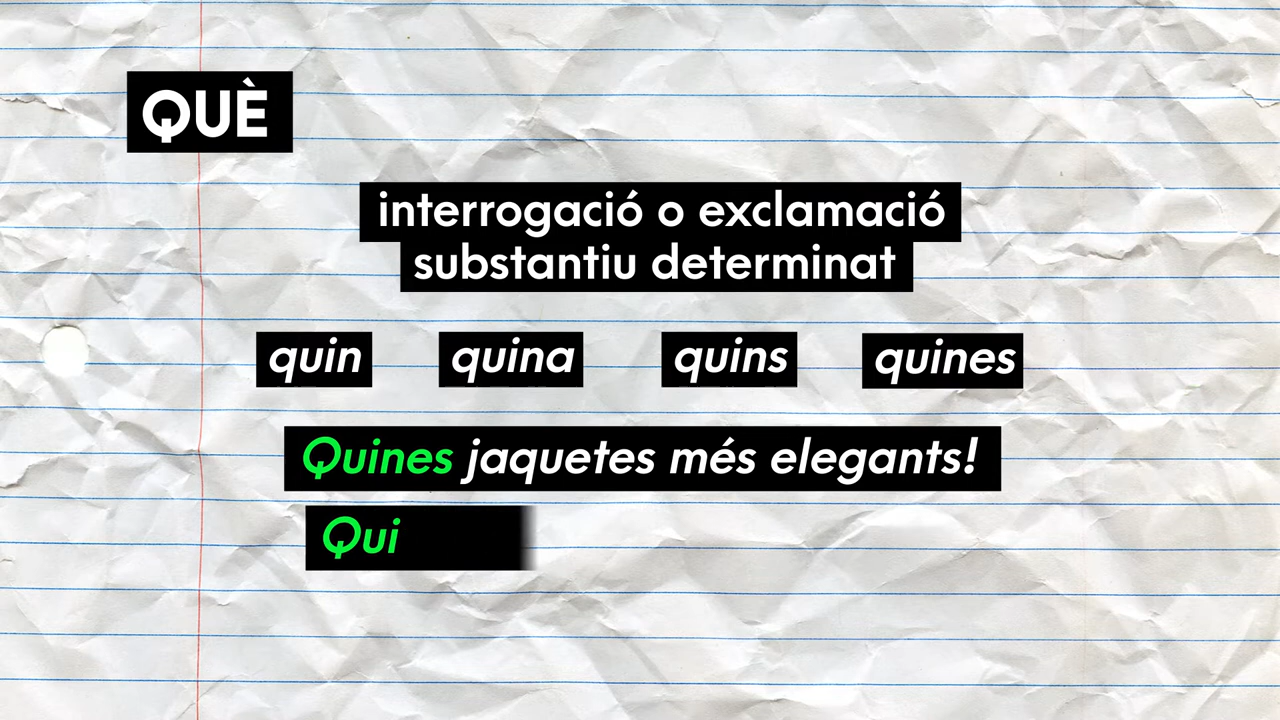 QUÈ
interrogació o exclamació
substantiu determinat
quin quina quins quines
Quines jaquetes més elegants!
Qui